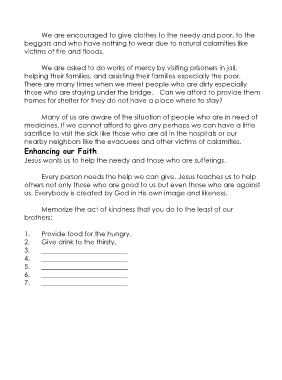 We are encouraged to give clothes to the needy and poor, to the
beggars and who have nothing to wear due to natural calamities like
victims of fire and floods.
We are asked to do works of mercy by visiting prisoners in jail,
helping their families, and assisting their families especially the poor.
There are many times when we meet people who are dirty especially
those who are staying under the bridge. Can we afford to provide them
homes for shelter for they do not have a place where to stay?
Many of us are aware of the situation of people who are in need of
medicines. If we cannot afford to give any perhaps we can have a little
sacrifice to visit the sick like those who are all in the hospitals or our
nearby neighbors like the evacuees and other victims of calamities.
Enhancing our Faith
Jesus wants us to help the needy and those who are sufferings.
Every person needs the help we can give. Jesus teaches us to help
others not only those who are good to us but even those who are against
us. Everybody is created by God in His own image and likeness.
Memorize the act of kindness that you do to the least of our
brothers:
1. Provide food for the hungry.
2. Give drink to the thirsty.
3. ______________________
4. ______________________
5. ______________________
6. ______________________
7. ______________________